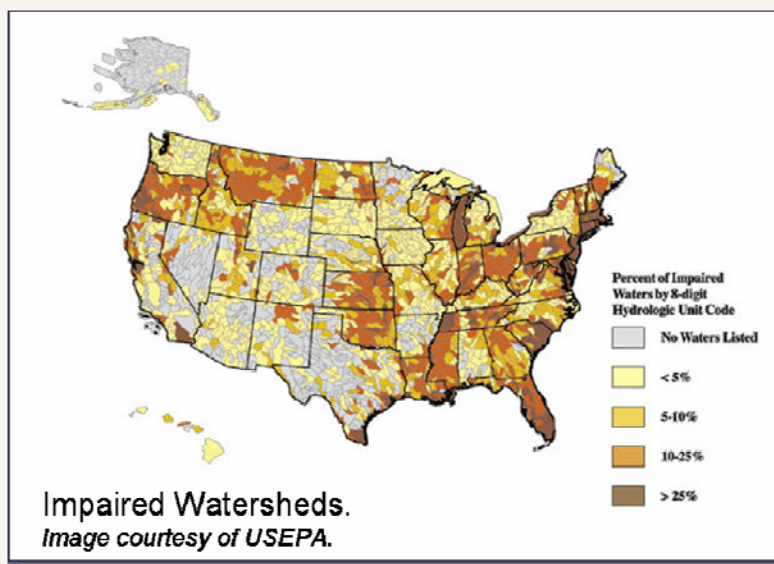 Percent of Impaired
Waters by 8-digit
Hydrologic Unit Code
No Waters Listed
< 5%
5-10%
10-25%
> 25%
Impaired Watersheds.
Image courtesy of USEPA.